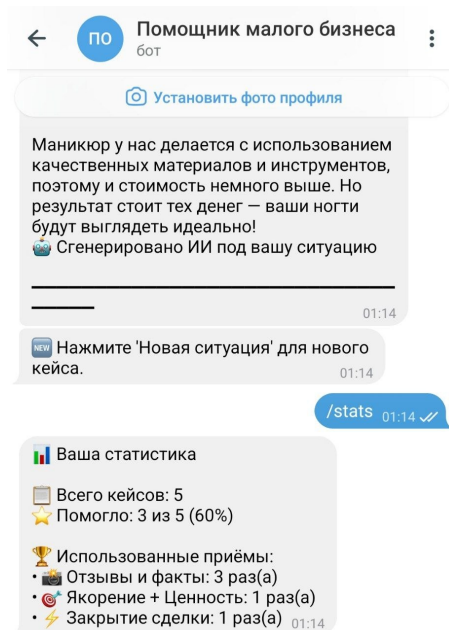 ПО
Помощник малого бизнеса
бот
Установить фото профиля
Маникюр у нас делается с использованием
качественных материалов и инструментов,
поэтому и стоимость немного выше. Но
результат стоит тех денег — ваши ногти
будут выглядеть идеально!
🤖 Сгенерировано ИИ под вашу ситуацию
01:14
🆕 Нажмите 'Новая ситуация' для нового
кейса.
01:14
/stats 01:14
📊 Ваша статистика
📋 Всего кейсов: 5
⭐ Помогло: 3 из 5 (60%)
🏆 Использованные приёмы:
• 📸 Отзывы и факты: 3 раз(а)
• 🎯 Якорение + Ценность: 1 раз(а)
• ⚡ Закрытие сделки: 1 раз(а) 01:14